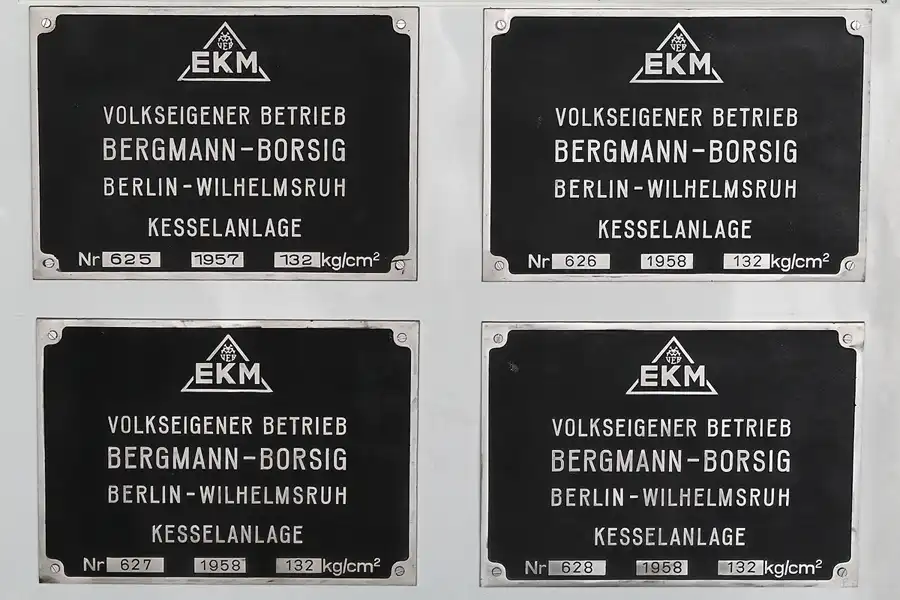 VEB
EKM
VOLKSEIGENER BETRIEB
BERGMANN-BORSIG
BERLIN-WILHELMSRUH
KESSELANLAGE
Nr 625 1957 132 kg/cm²
VEB
EKM
VOLKSEIGENER BETRIEB
BERGMANN-BORSIG
BERLIN-WILHELMSRUH
KESSELANLAGE
Nr 626 1958 132 kg/cm²
VEB
EKM
VOLKSEIGENER BETRIEB
BERGMANN-BORSIG
BERLIN-WILHELMSRUH
KESSELANLAGE
Nr 627 1958 132 kg/cm²
VEB
EKM
VOLKSEIGENER BETRIEB
BERGMANN-BORSIG
BERLIN-WILHELMSRUH
KESSELANLAGE
Nr 628 1958 132 kg/cm²